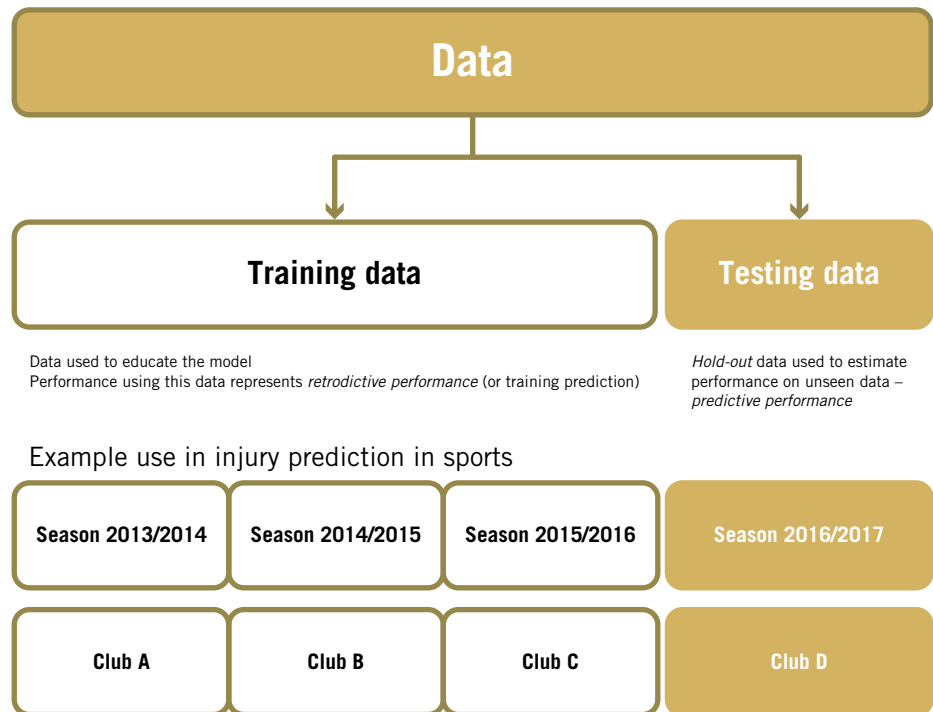 Data
Training data
Testing data
Data used to educate the model
Performance using this data represents retrodictive performance (or training prediction)
Hold-out data used to estimate
performance on unseen data –
predictive performance
Example use in injury prediction in sports
Season 2013/2014
Season 2014/2015
Season 2015/2016
Season 2016/2017
Club A
Club B
Club C
Club D